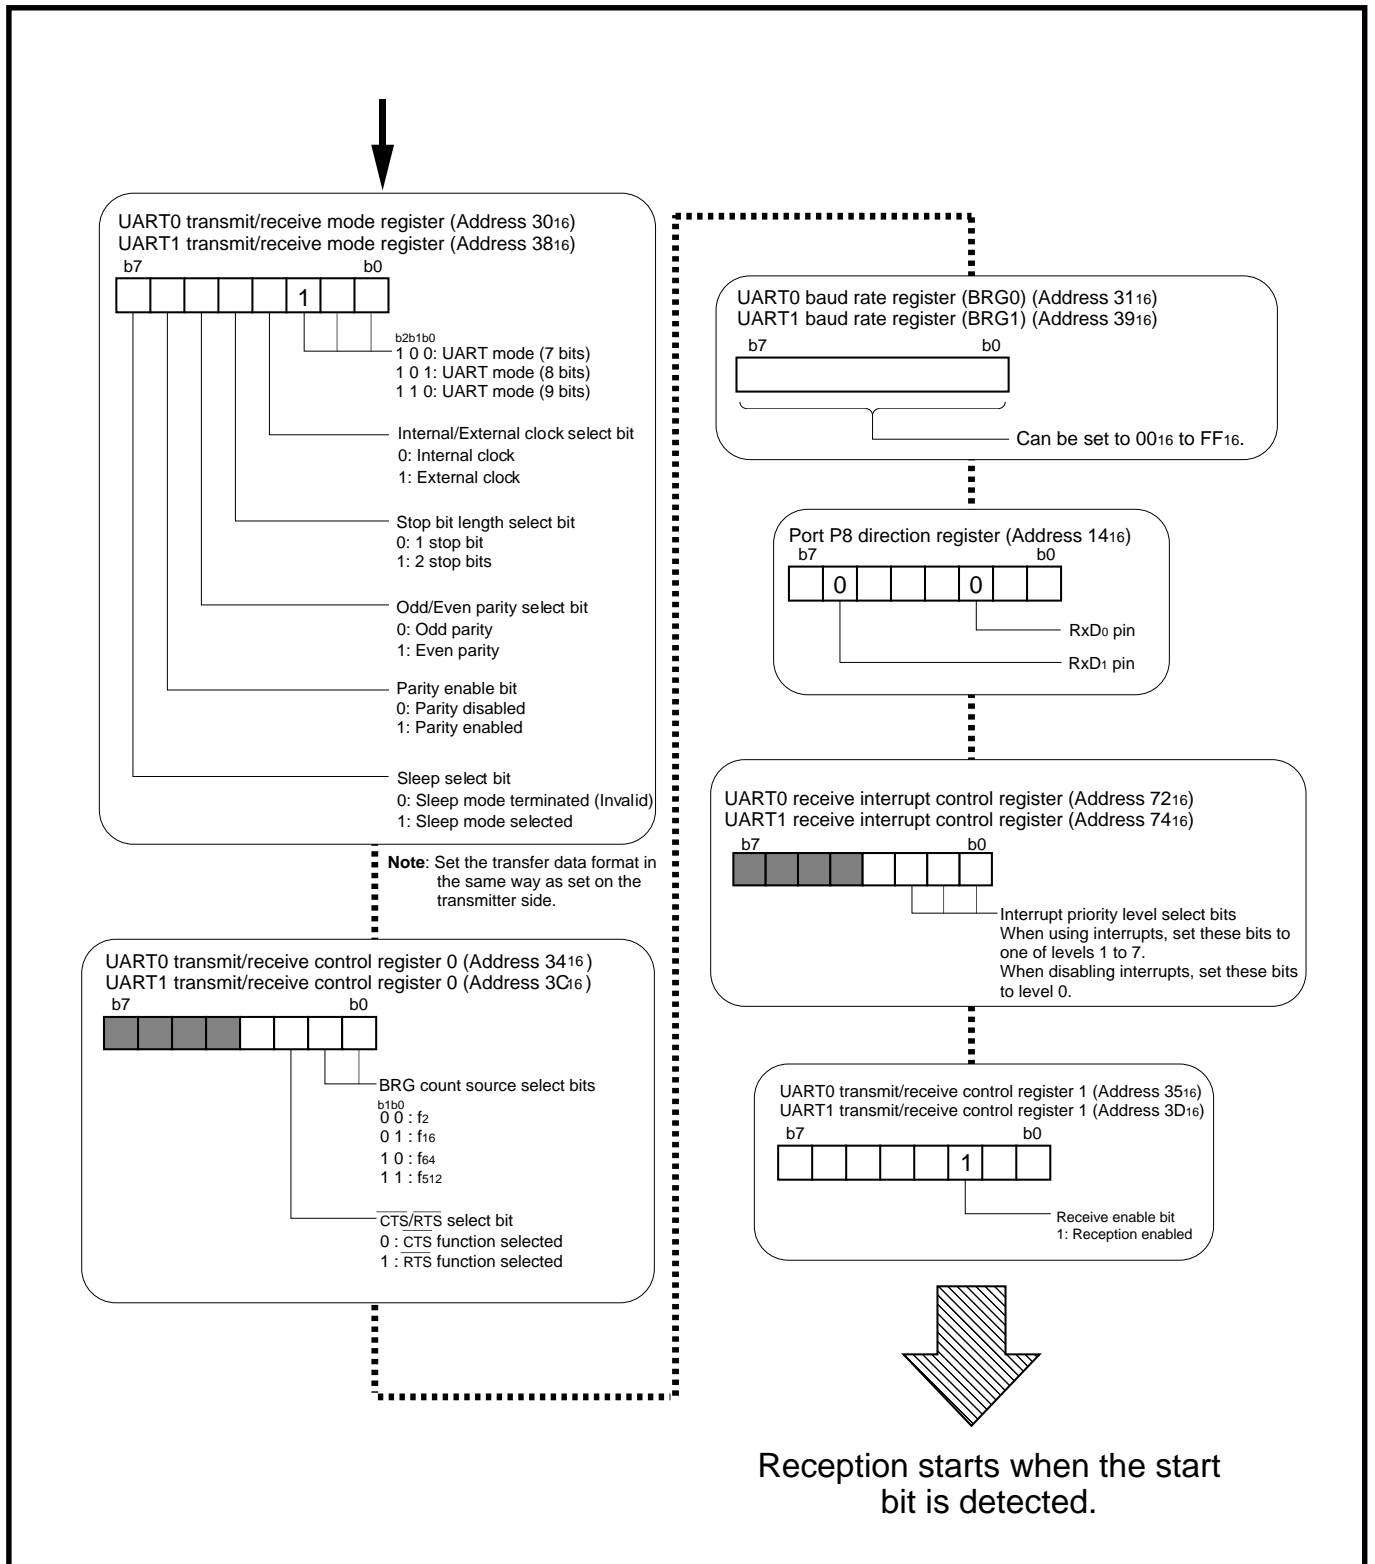 UART0 transmit/receive mode register (Address 3016)
UART1 transmit/receive mode register (Address 3816)
b7 b0
1
b2b1b0
1 0 0: UART mode (7 bits)
1 0 1: UART mode (8 bits)
1 1 0: UART mode (9 bits)
Internal/External clock select bit
0: Internal clock
1: External clock
Stop bit length select bit
0: 1 stop bit
1: 2 stop bits
Odd/Even parity select bit
0: Odd parity
1: Even parity
Parity enable bit
0: Parity disabled
1: Parity enabled
Sleep select bit
0: Sleep mode terminated (Invalid)
1: Sleep mode selected
Note: Set the transfer data format in
the same way as set on the
transmitter side.
UART0 transmit/receive control register 0 (Address 3416)
UART1 transmit/receive control register 0 (Address 3C16)
b7 b0
BRG count source select bits
b1b0
0 0 : f2
0 1 : f16
1 0 : f64
1 1 : f512
CTS/RTS select bit
0 : CTS function selected
1 : RTS function selected
UART0 baud rate register (BRG0) (Address 3116)
UART1 baud rate register (BRG1) (Address 3916)
b7 b0
Can be set to 0016 to FF16.
Port P8 direction register (Address 1416)
b7 b0
0 0
RxD0 pin
RxD1 pin
UART0 receive interrupt control register (Address 7216)
UART1 receive interrupt control register (Address 7416)
b7 b0
Interrupt priority level select bits
When using interrupts, set these bits to
one of levels 1 to 7.
When disabling interrupts, set these bits
to level 0.
UART0 transmit/receive control register 1 (Address 3516)
UART1 transmit/receive control register 1 (Address 3D16)
b7 b0
1
Receive enable bit
1: Reception enabled
Reception starts when the start
bit is detected.